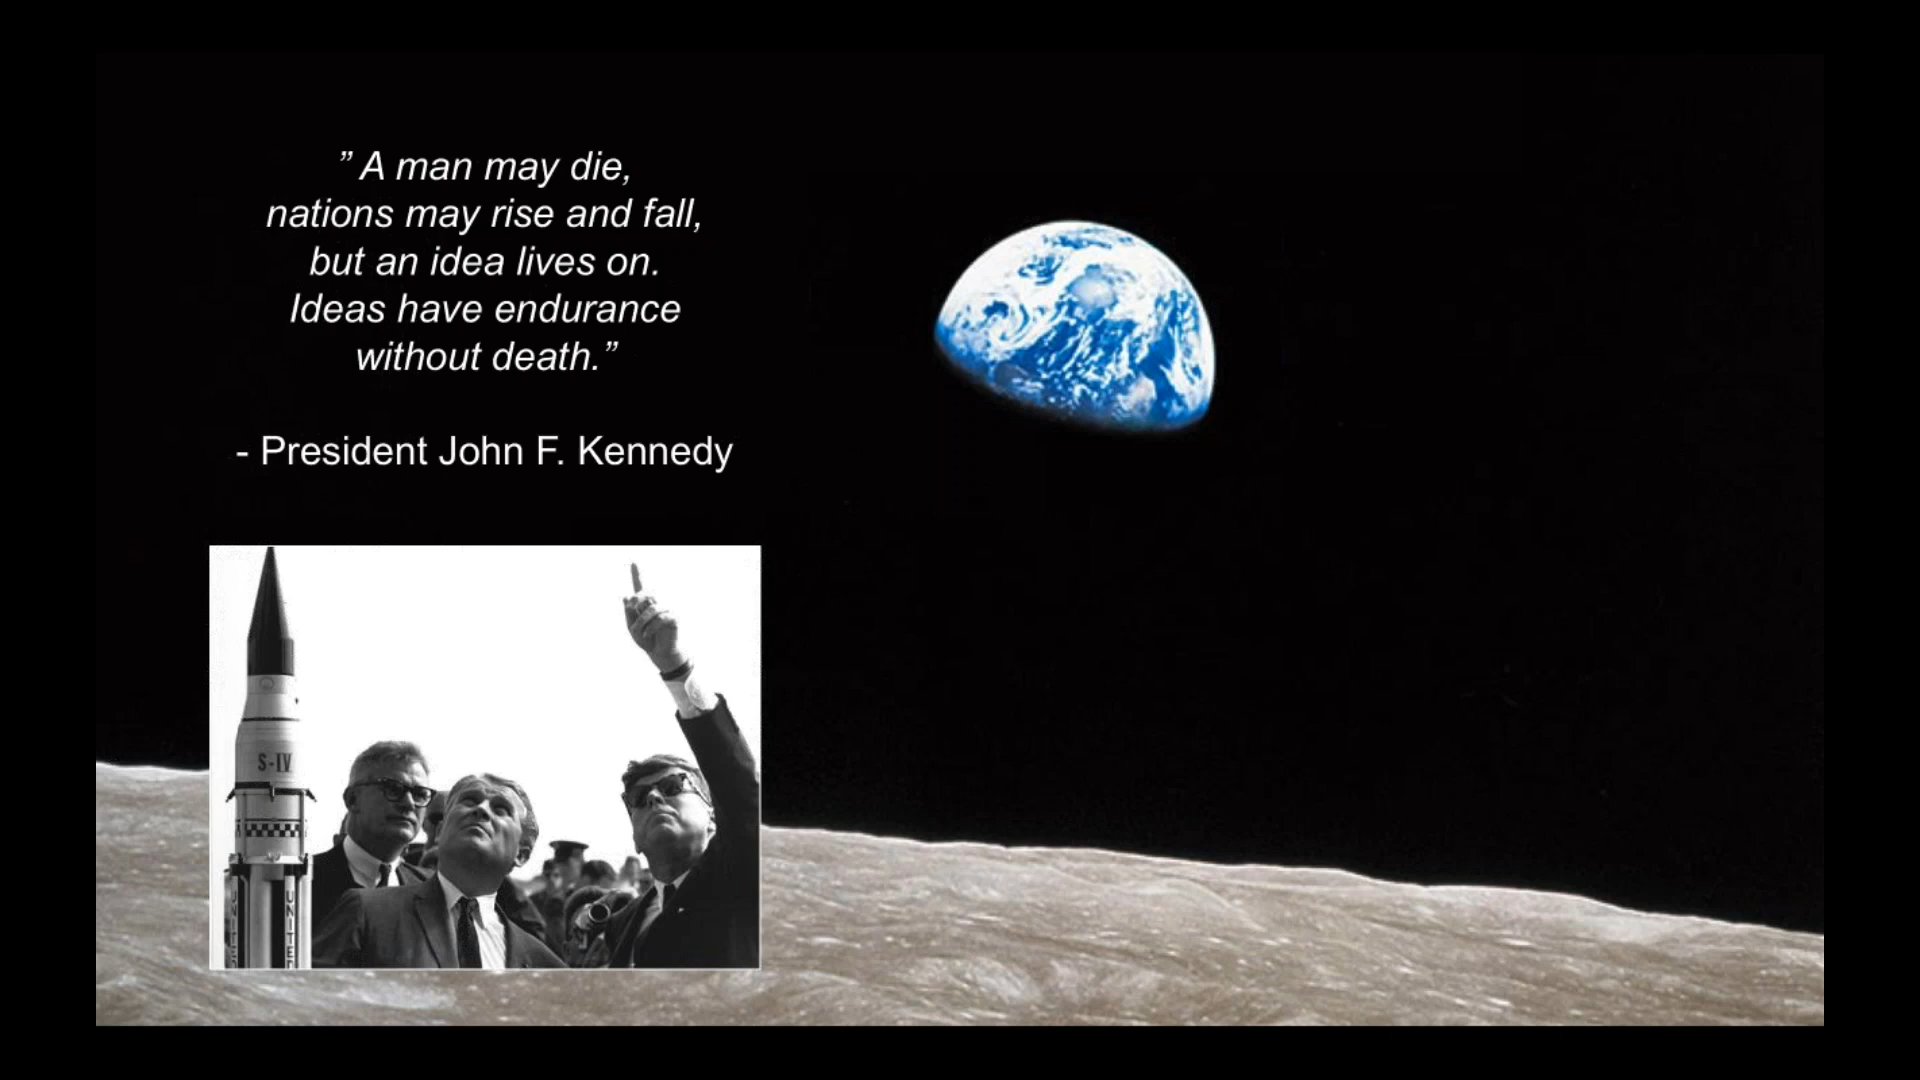 ” A man may die,
nations may rise and fall,
but an idea lives on.
Ideas have endurance
without death.”
- President John F. Kennedy
S-IV
UNITED